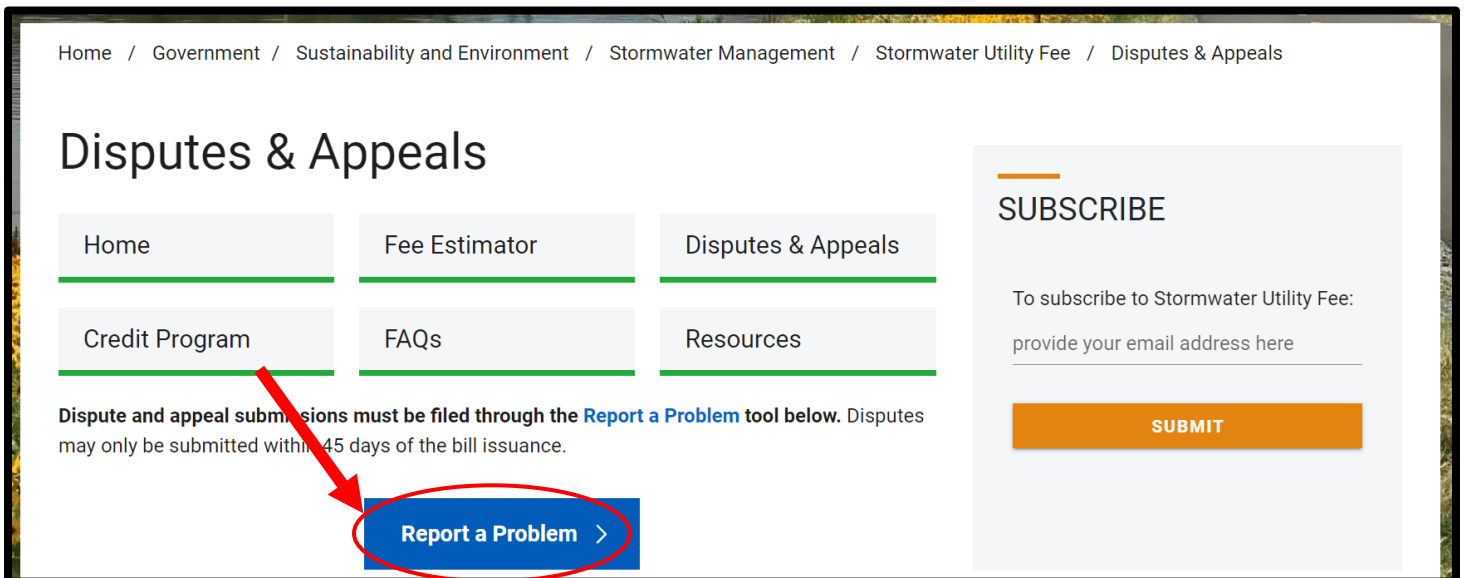 Home / Government / Sustainability and Environment / Stormwater Management / Stormwater Utility Fee / Disputes & Appeals
Disputes & Appeals
Home
Fee Estimator
Disputes & Appeals
Credit Program
FAQs
Resources
Dispute and appeal submissions must be filed through the Report a Problem tool below. Disputes
may only be submitted within 45 days of the bill issuance.
Report a Problem >
SUBSCRIBE
To subscribe to Stormwater Utility Fee:
provide your email address here
SUBMIT